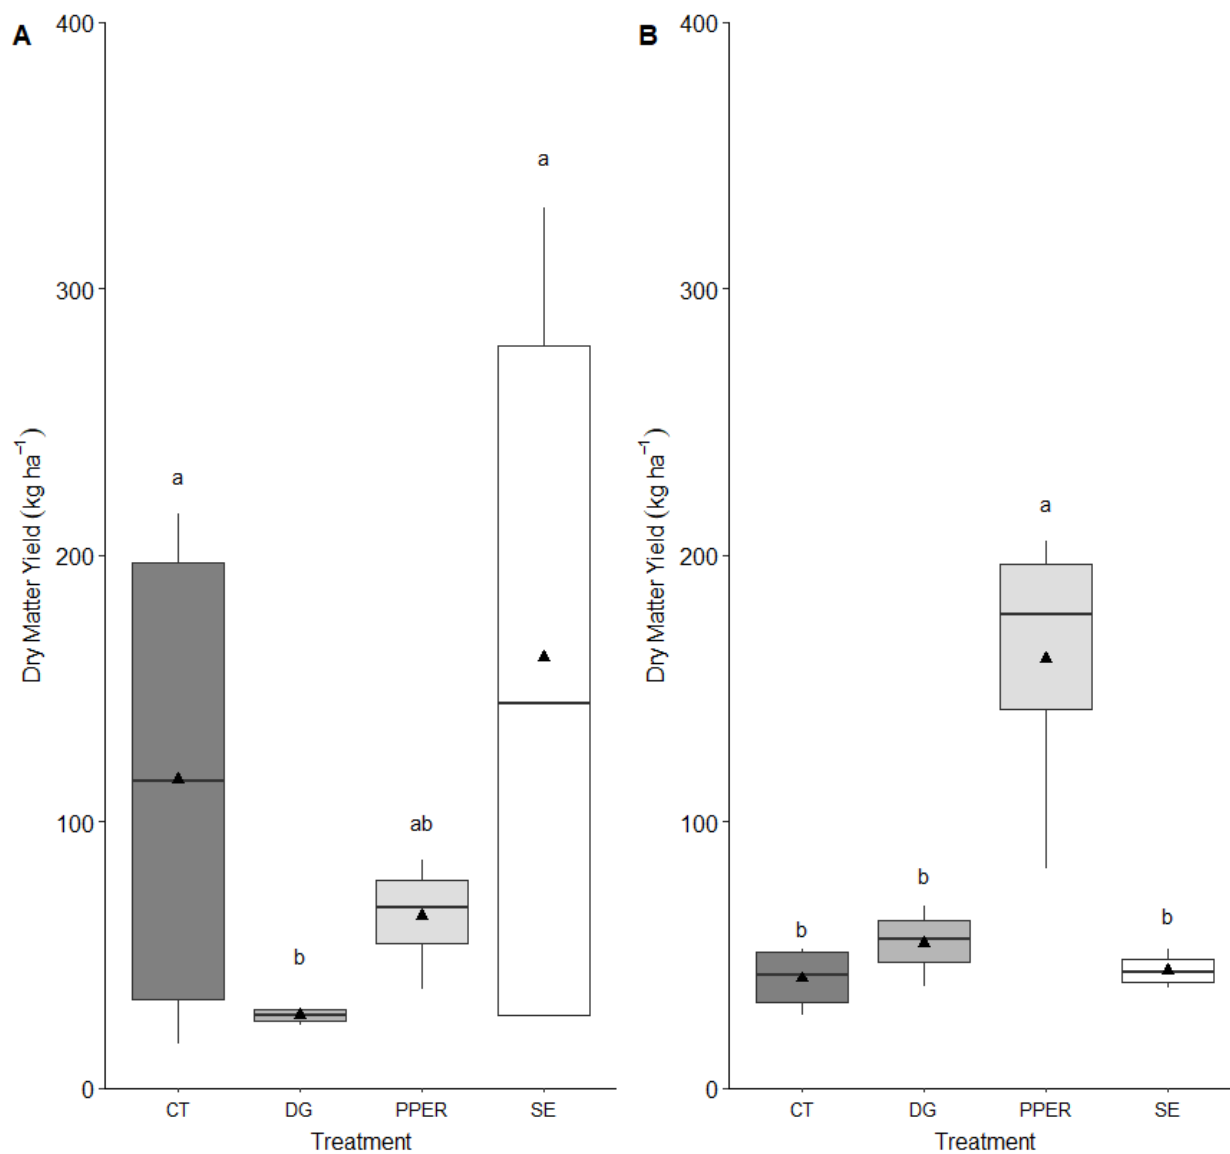 A
400
300
200
100
0
Dry Matter Yield (kg ha⁻¹)
a
b
ab
a
CT DG PPER SE
Treatment
B
400
300
200
100
0
Dry Matter Yield (kg ha⁻¹)
b
b
a
b
CT DG PPER SE
Treatment